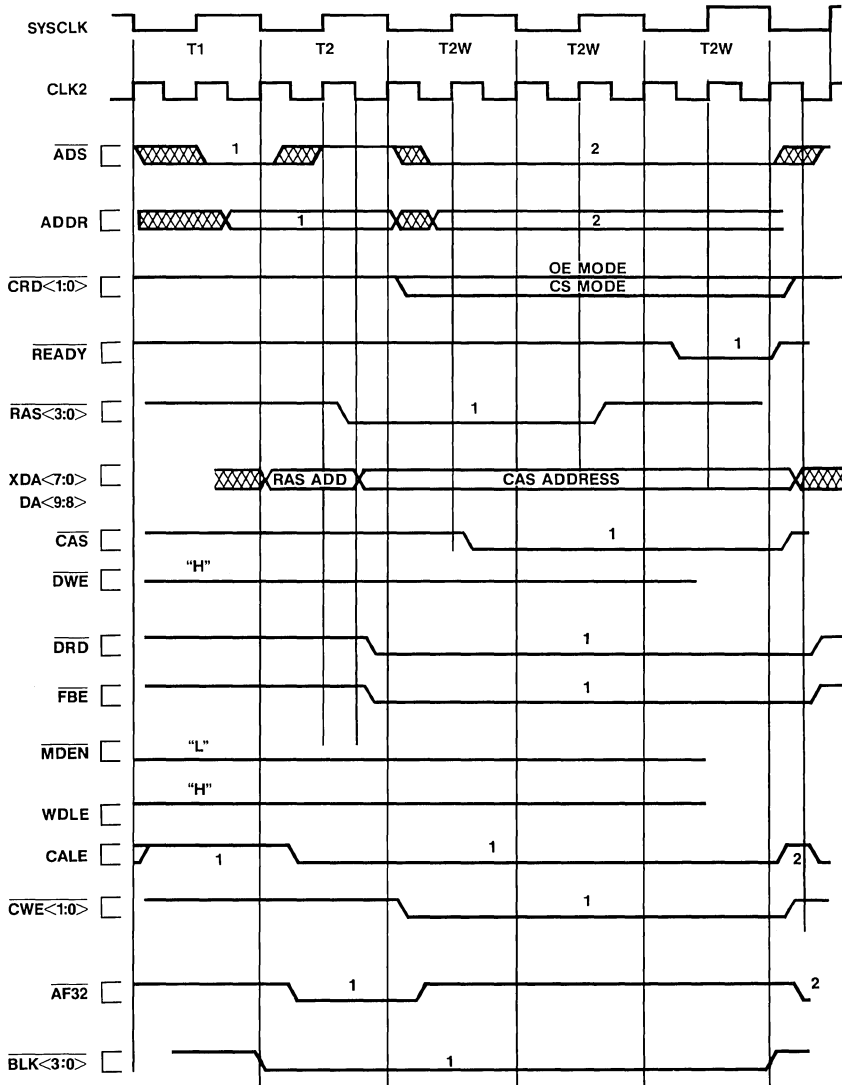 SYSCLK
T1 T2 T2W T2W T2W
CLK2
ADS 1 2
ADDR 1 2
OE MODE
CRD<1:0> CS MODE
READY 1
RAS<3:0> 1
XDA<7:0> RAS ADD CAS ADDRESS
DA<9:8>
CAS 1
DWE "H"
DRD 1
FBE 1
MDEN "L"
WDLE "H"
CALE 1 1 2
CWE<1:0> 1
AF32 1 2
BLK<3:0> 1